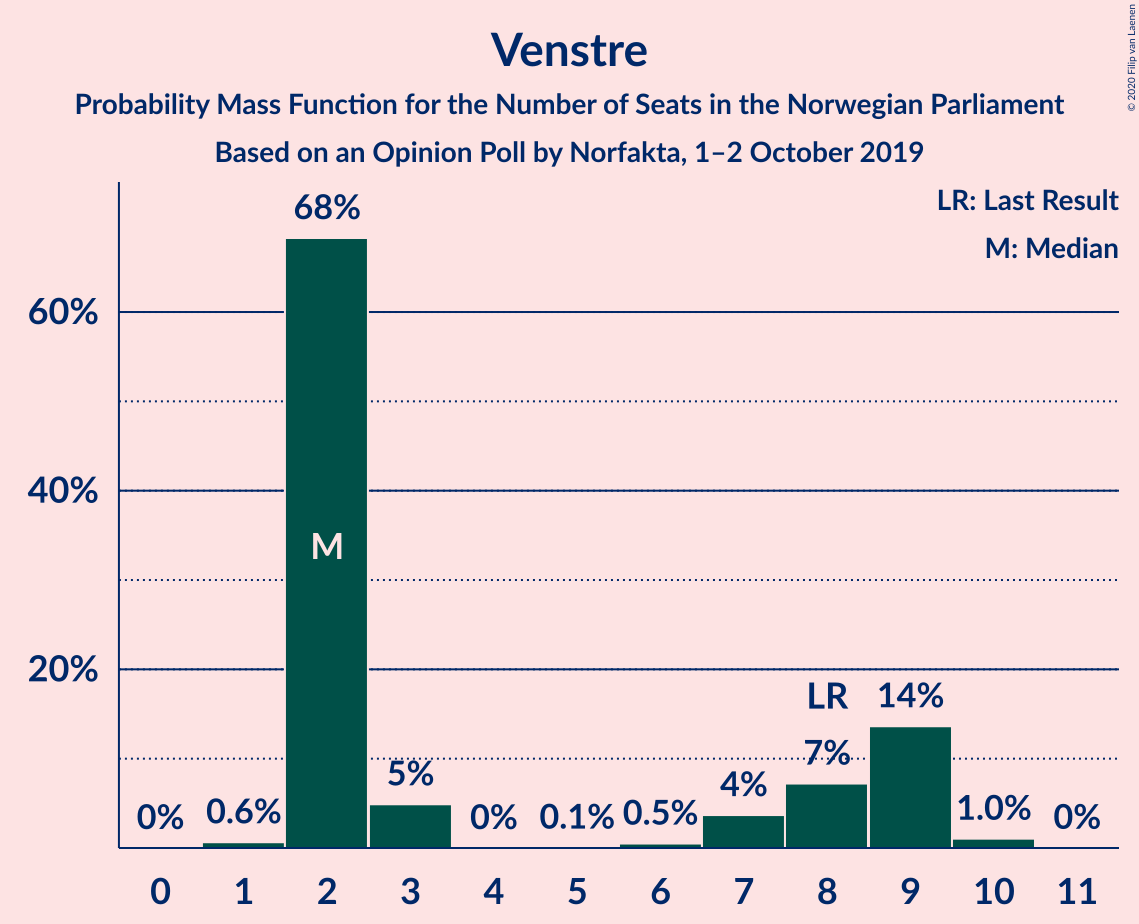 Venstre
Probability Mass Function for the Number of Seats in the Norwegian Parliament
Based on an Opinion Poll by Norfakta, 1–2 October 2019
© 2020 Filip van Laenen
LR: Last Result
M: Median
60%
40%
20%
68%
M
LR
0%
0.6%
5%
0%
0.1%
0.5%
4%
7%
14%
1.0%
0%
0 1 2 3 4 5 6 7 8 9 10 11